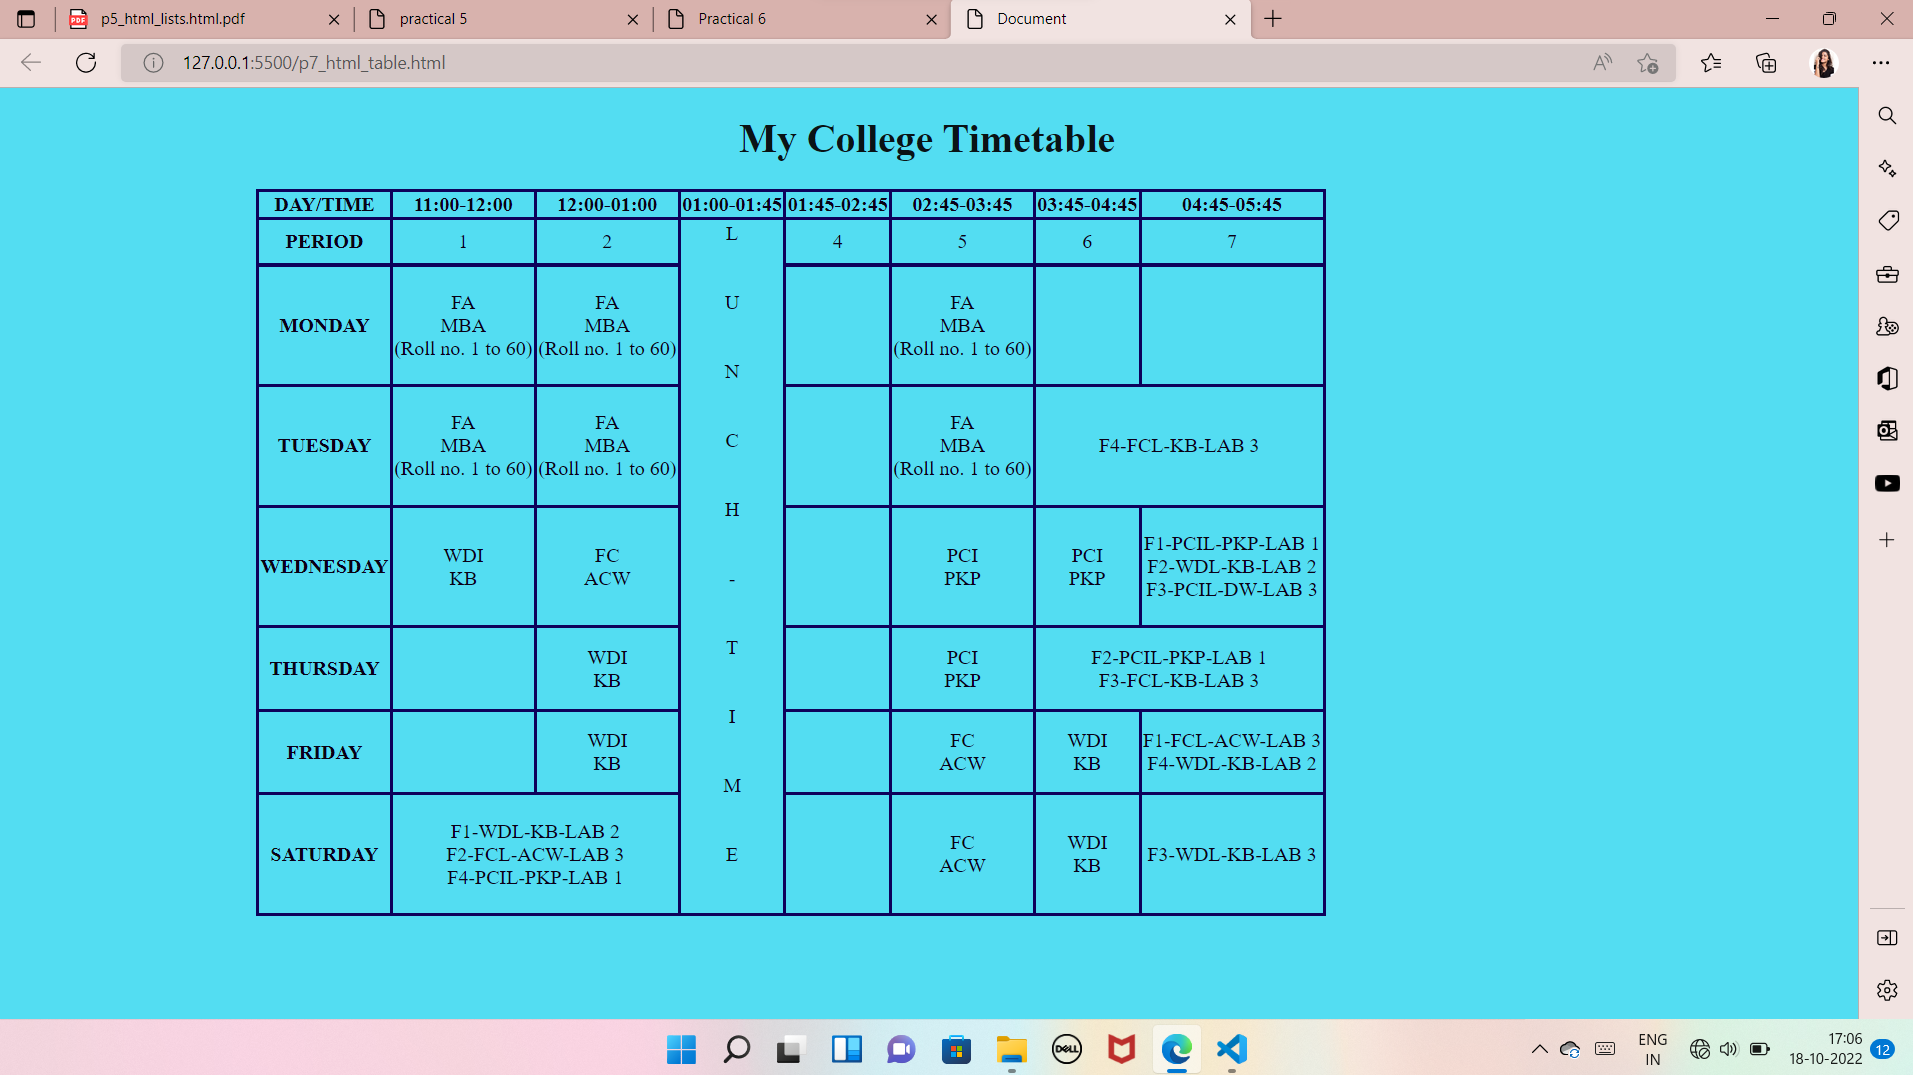 p5_html_lists.html.pdf
practical 5
Practical 6
Document
127.0.0.1:5500/p7_html_table.html
My College Timetable
DAY/TIME 11:00-12:00 12:00-01:00 01:00-01:45 01:45-02:45 02:45-03:45 03:45-04:45 04:45-05:45
PERIOD 1 2 4 5 6 7
L
U
N
C
H
-
T
I
M
E
MONDAY
FA
MBA
(Roll no. 1 to 60)
FA
MBA
(Roll no. 1 to 60)
FA
MBA
(Roll no. 1 to 60)
TUESDAY
FA
MBA
(Roll no. 1 to 60)
FA
MBA
(Roll no. 1 to 60)
FA
MBA
(Roll no. 1 to 60)
F4-FCL-KB-LAB 3
WEDNESDAY
WDI
KB
FC
ACW
PCI
PKP
PCI
PKP
F1-PCIL-PKP-LAB 1
F2-WDL-KB-LAB 2
F3-PCIL-DW-LAB 3
THURSDAY
WDI
KB
PCI
PKP
F2-PCIL-PKP-LAB 1
F3-FCL-KB-LAB 3
FRIDAY
WDI
KB
FC
ACW
WDI
KB
F1-FCL-ACW-LAB 3
F4-WDL-KB-LAB 2
SATURDAY
F1-WDL-KB-LAB 2
F2-FCL-ACW-LAB 3
F4-PCIL-PKP-LAB 1
FC
ACW
WDI
KB
F3-WDL-KB-LAB 3
DELL
ENG
IN
17:06
18-10-2022
12